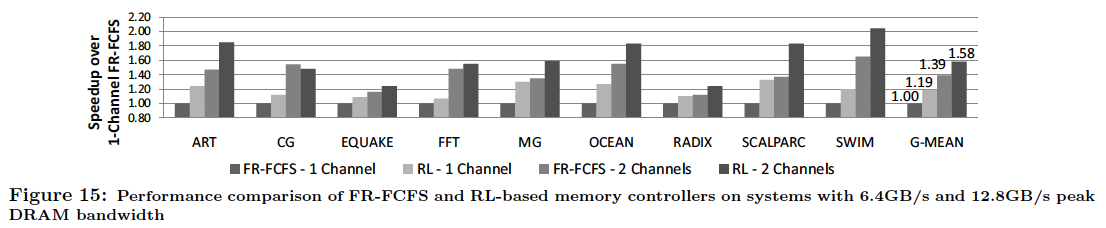 Speedup over
1-Channel FR-FCFS
2.20
2.00
1.80
1.60
1.40
1.20
1.00
0.80
1.00
1.19
1.39
1.58
ART CG EQUAKE FFT MG OCEAN RADIX SCALPARC SWIM G-MEAN
FR-FCFS - 1 Channel RL - 1 Channel FR-FCFS - 2 Channels RL - 2 Channels
Figure 15: Performance comparison of FR-FCFS and RL-based memory controllers on systems with 6.4GB/s and 12.8GB/s peak
DRAM bandwidth